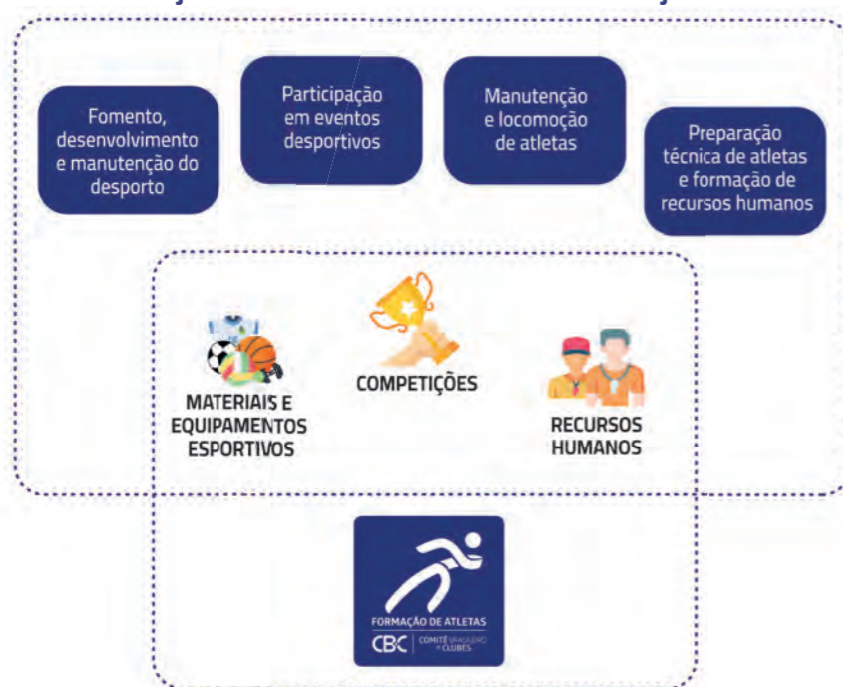 Fomento,
desenvolvimento
e manutenção do
desporto
Participação
em eventos
desportivos
Manutenção
e locomoção
de atletas
Preparação
técnica de atletas
e formação de
recursos humanos
MATERIAIS E
EQUIPAMENTOS
ESPORTIVOS
COMPETIÇÕES
RECURSOS
HUMANOS
FORMAÇÃO DE ATLETAS
CBC COMITÊ BRASILEIRO
DE CLUBES